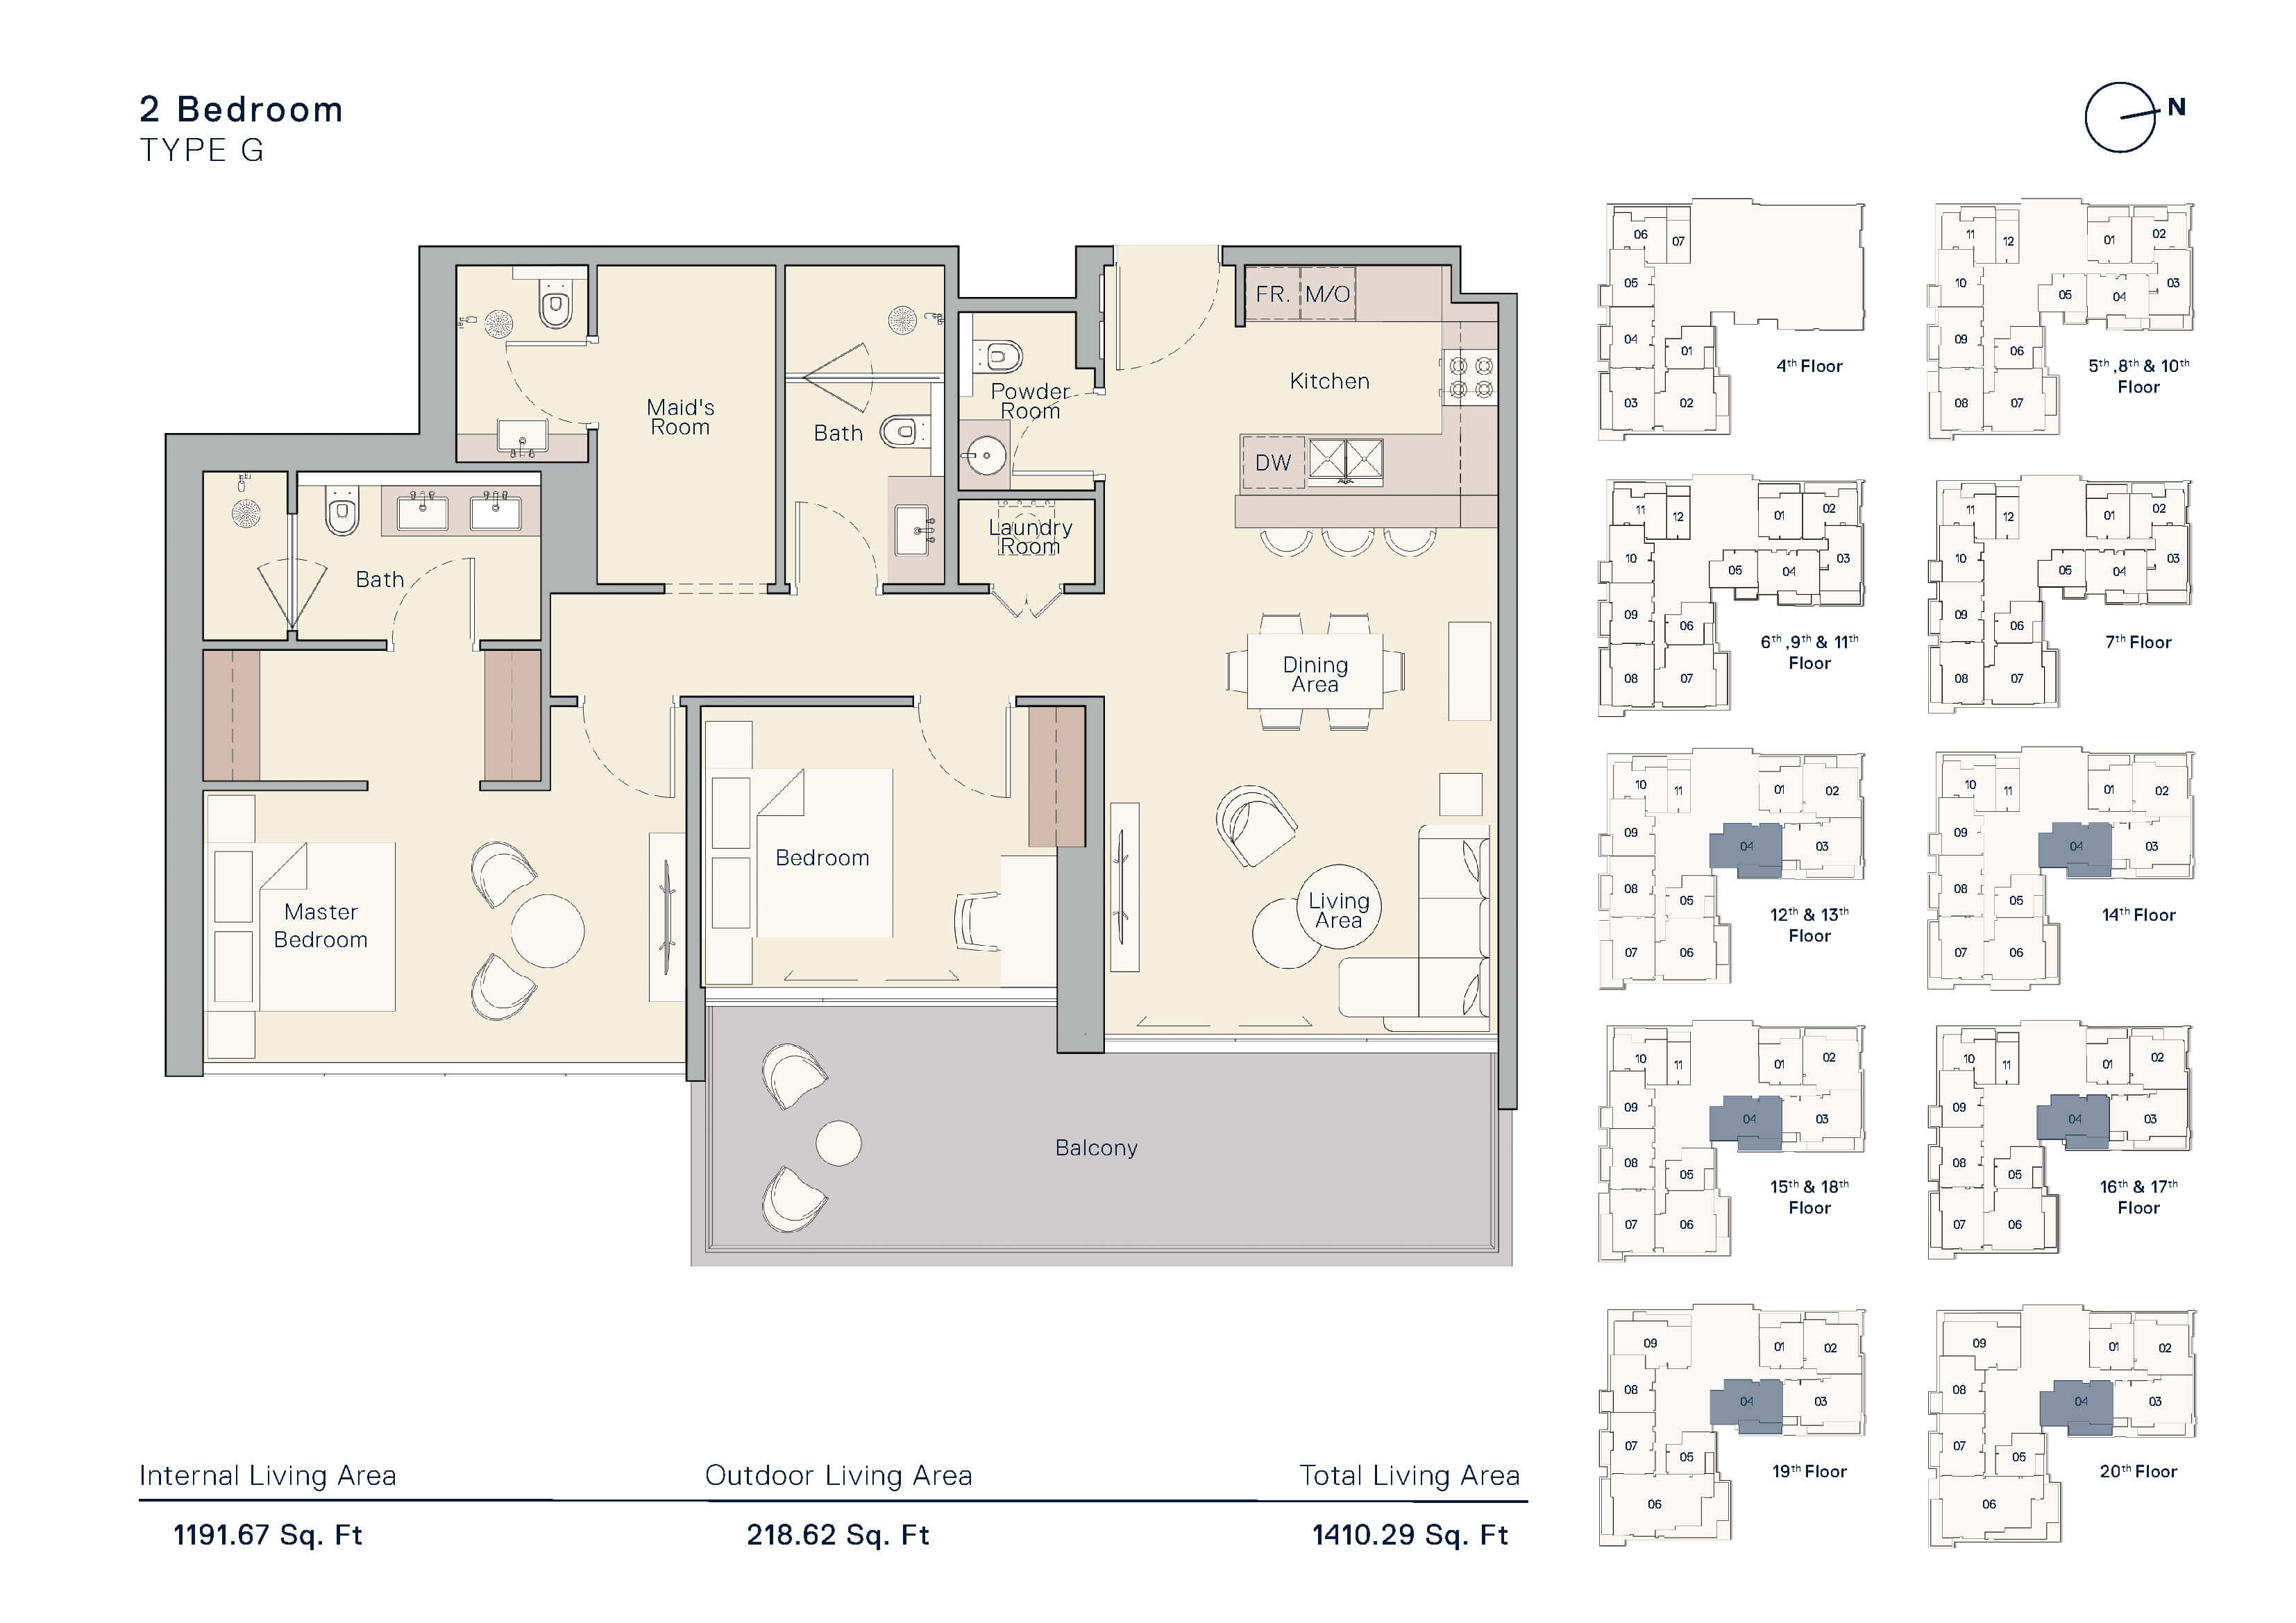 2 Bedroom
TYPE G
N
FR. M/O
Kitchen
Maid's
Room
Powder
Room
Bath
DW
Laundry
Room
Bath
Dining
Area
Bedroom
Master
Bedroom
Living
Area
Balcony
Internal Living Area
1191.67 Sq. Ft
Outdoor Living Area
218.62 Sq. Ft
Total Living Area
1410.29 Sq. Ft
06 07
05
04
01
03 02
4th Floor
11 12 01 02
10 05 04 03
09
06
08 07
5th ,8th & 10th
Floor
11 12 01 02
10 05 04 03
09
06
08 07
6th ,9th & 11th
Floor
11 12 01 02
10 05 04 03
09
06
08 07
7th Floor
10 11 01 02
09 04 03
08
05
07 06
12th & 13th
Floor
10 11 01 02
09 04 03
08
05
07 06
14th Floor
10 11 01 02
09 04 03
08
05
07 06
15th & 18th
Floor
10 11 01 02
09 04 03
08
05
07 06
16th & 17th
Floor
09 01 02
08 04 03
07
05
06
19th Floor
09 01 02
08 04 03
07
05
06
20th Floor